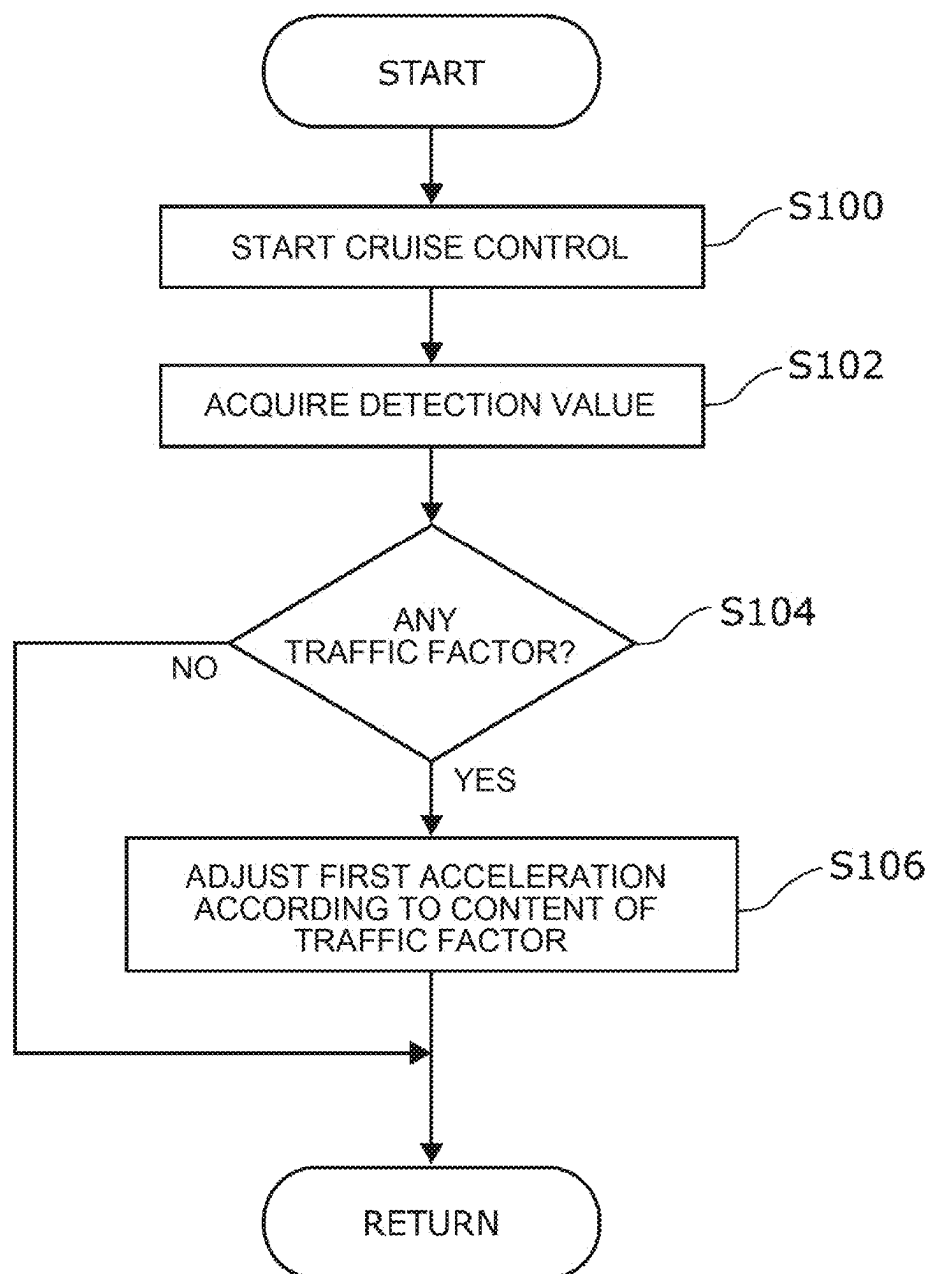 START
START CRUISE CONTROL
S100
ACQUIRE DETECTION VALUE
S102
ANY
TRAFFIC FACTOR?
S104
NO
YES
ADJUST FIRST ACCELERATION
ACCORDING TO CONTENT OF
TRAFFIC FACTOR
S106
RETURN